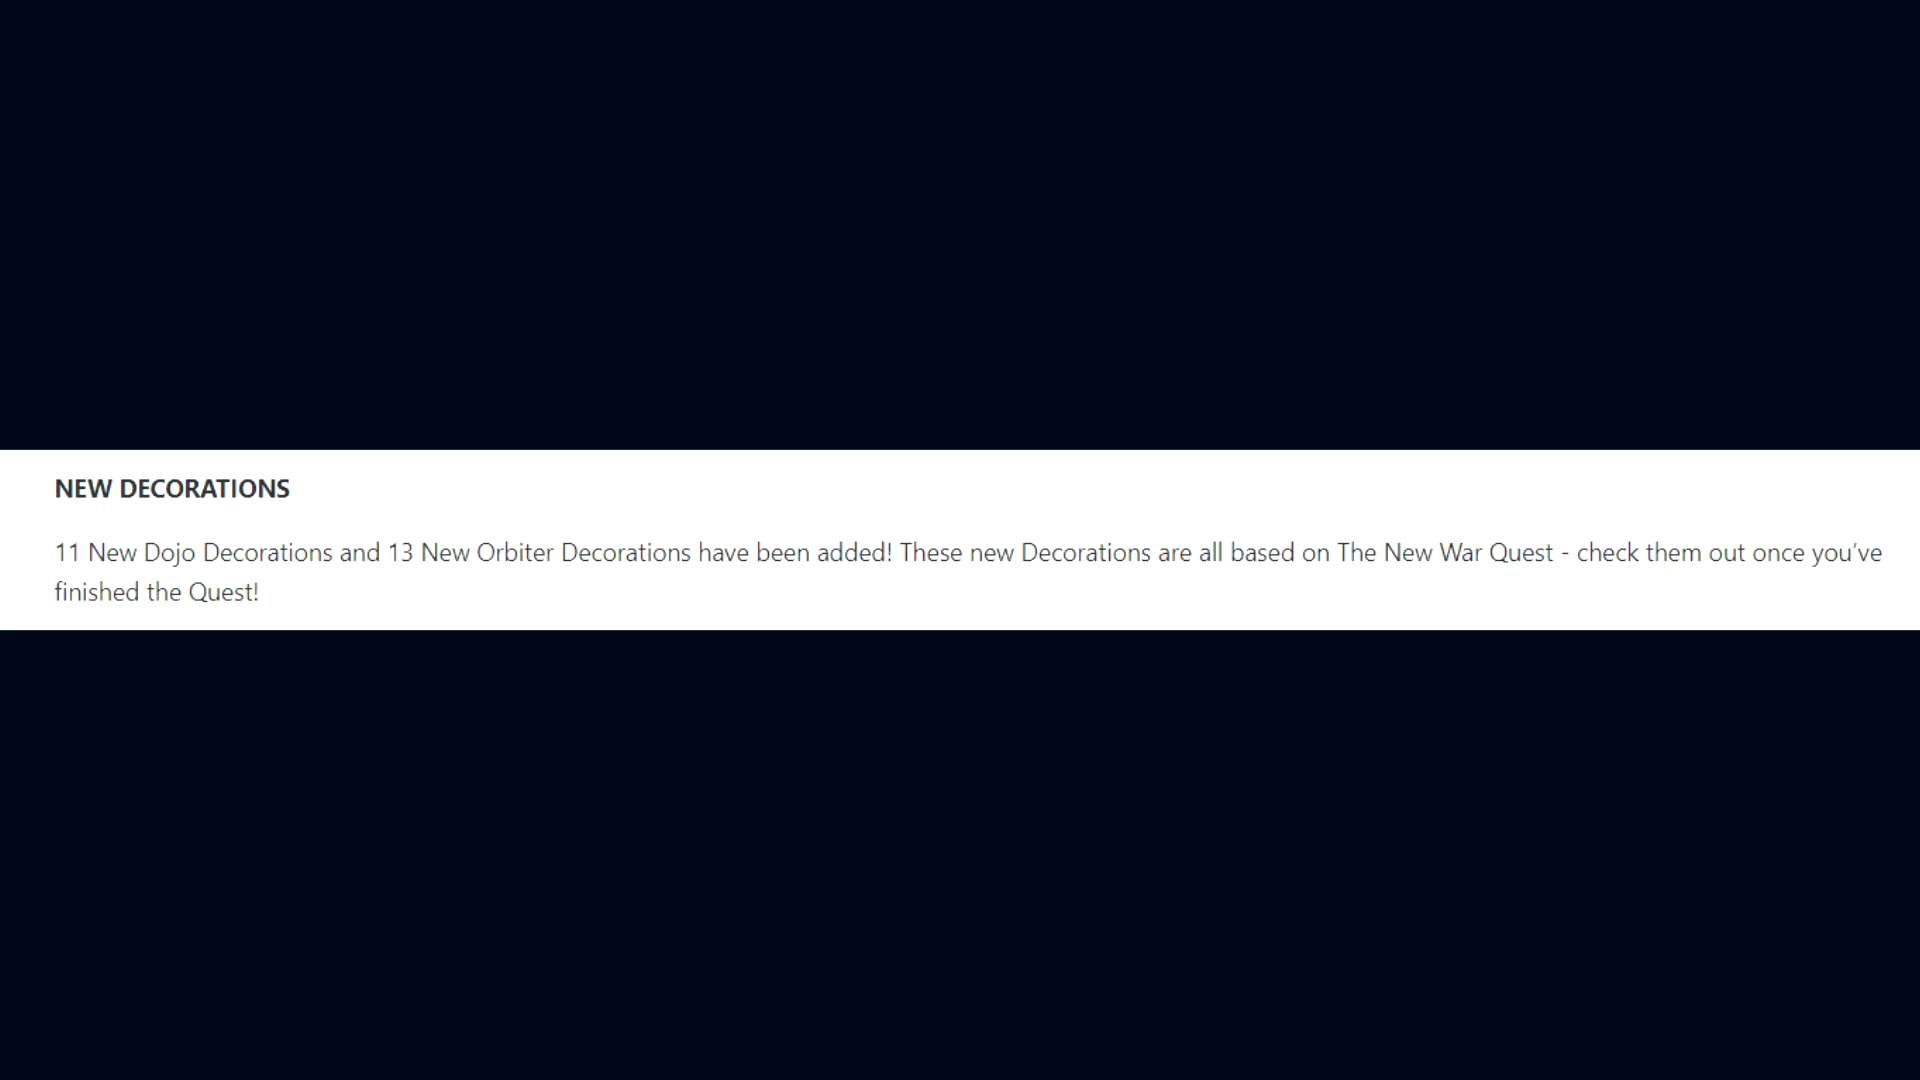 NEW DECORATIONS
11 New Dojo Decorations and 13 New Orbiter Decorations have been added! These new Decorations are all based on The New War Quest - check them out once you’ve
finished the Quest!